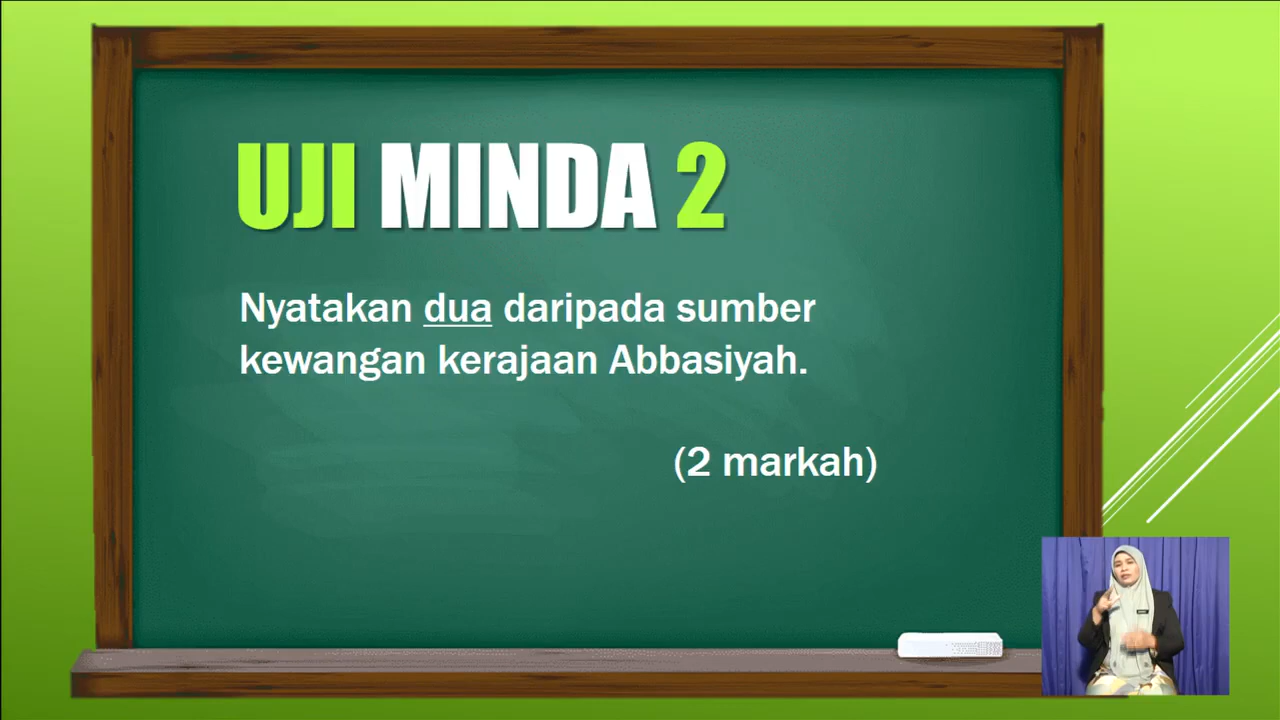 UJI MINDA 2
Nyatakan dua daripada sumber
kewangan kerajaan Abbasiyah.
(2 markah)